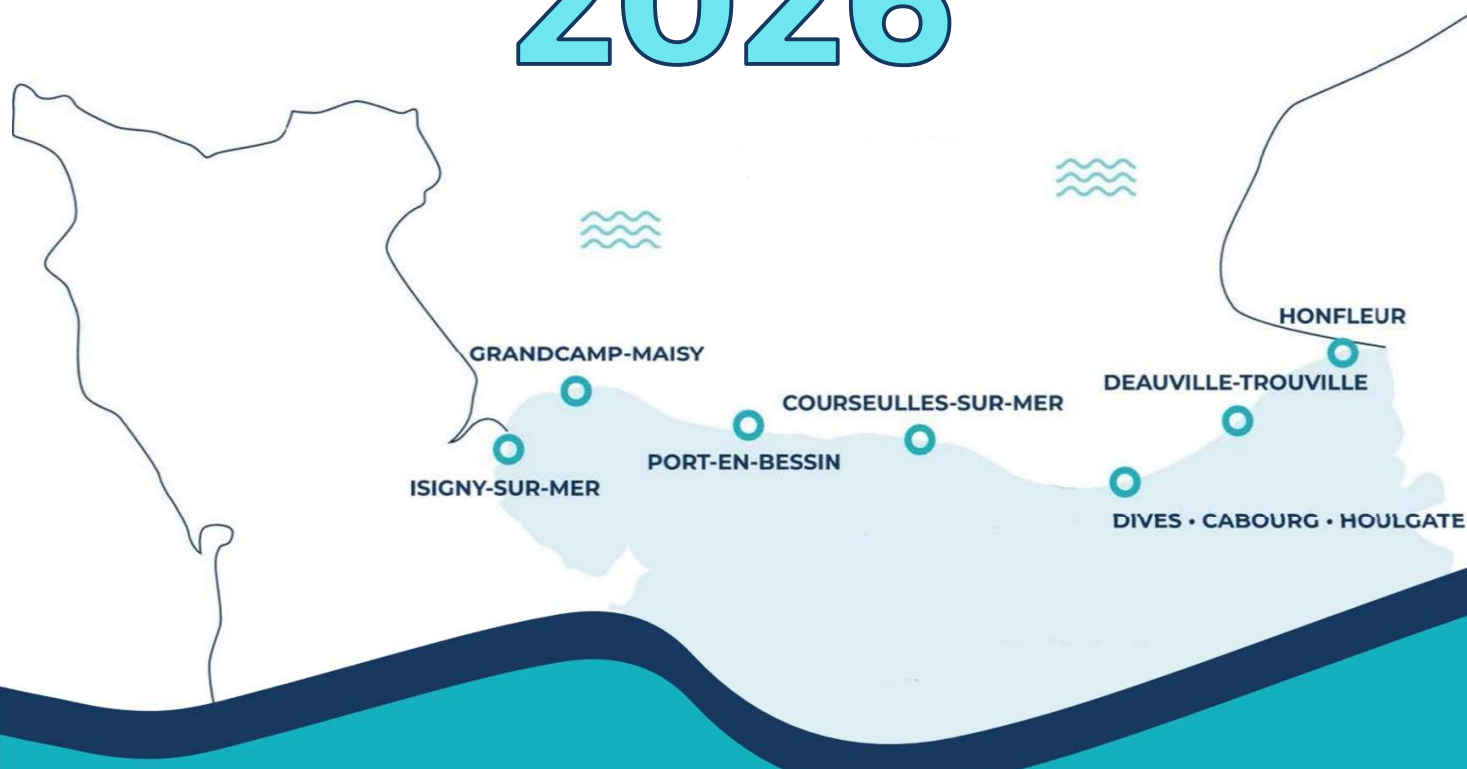 2026
HONFLEUR
GRANDCAMP-MAISY
DEAUVILLE-TROUVILLE
COURSEULLES-SUR-MER
PORT-EN-BESSIN
ISIGNY-SUR-MER
DIVES • CABOURG • HOULGATE